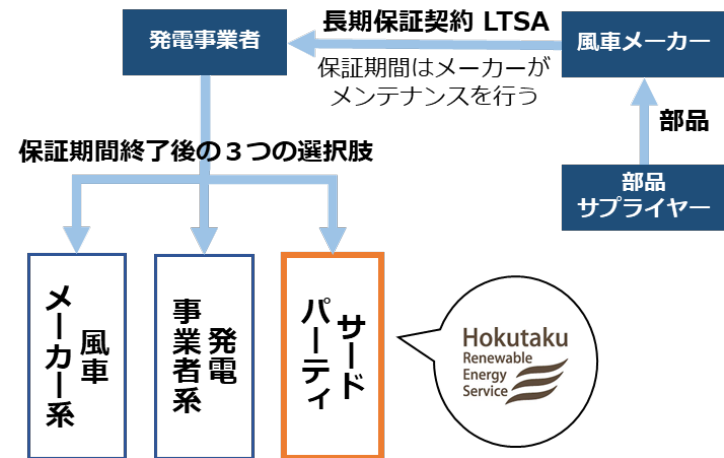 発電事業者
長期保証契約 LTSA
保証期間はメーカーが
メンテナンスを行う
風車メーカー
部品
部品
サプライヤー
保証期間終了後の３つの選択肢
風車
メーカー系
発電
事業者系
サード
パーティ
Hokutaku
Renewable
Energy
Service